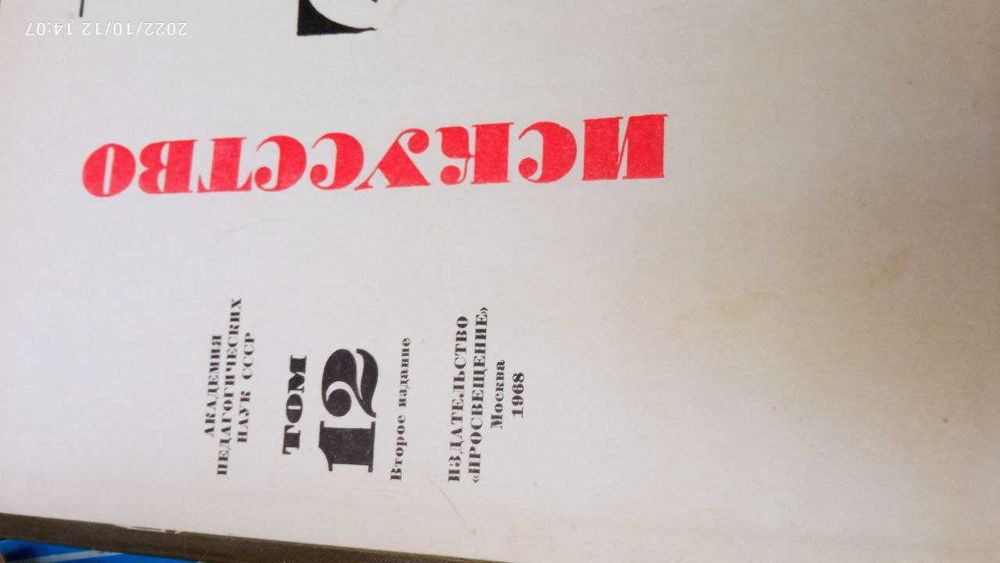 ИСКУССТВО
АКАДЕМИЯ
ПЕДАГОГИЧЕСКИХ
НАУК СССР
ТОМ
12
Второе издание
ИЗДАТЕЛЬСТВО
«ПРОСВЕЩЕНИЕ»
Москва
1968
2022/10/12 14:07